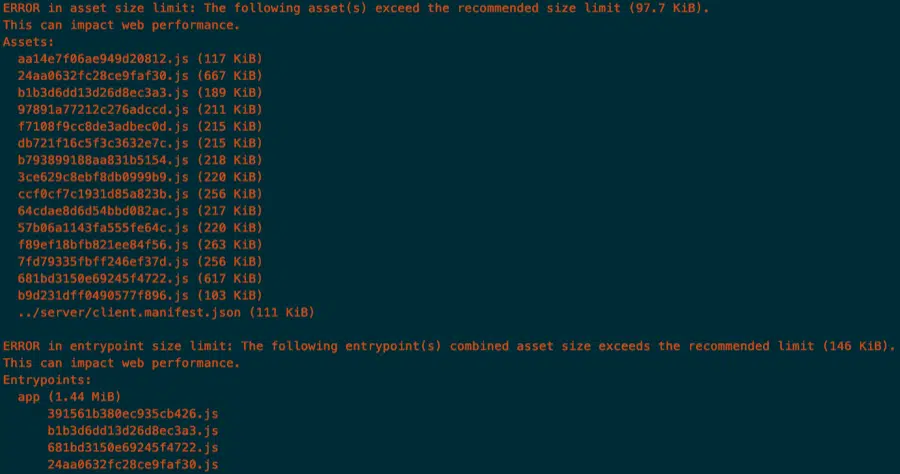 ERROR in asset size limit: The following asset(s) exceed the recommended size limit (97.7 KiB).
This can impact web performance.
Assets:
aa14e7f06ae949d20812.js (117 KiB)
24aa0632fc28ce9faf30.js (667 KiB)
b1b3d6dd13d26d8ec3a3.js (189 KiB)
97891a77212c276adccd.js (211 KiB)
f7108f9cc8de3adbec0d.js (215 KiB)
db721f16c5f3c3632e7c.js (215 KiB)
b793899188aa831b5154.js (218 KiB)
3ce629c8ebf8db0999b9.js (220 KiB)
ccf0cf7c1931d85a823b.js (256 KiB)
64cdae8d6d54bbd082ac.js (217 KiB)
57b06a1143fa555fe64c.js (220 KiB)
f89ef18bfb821ee84f56.js (263 KiB)
7fd79335fbff246ef37d.js (256 KiB)
681bd3150e69245f4722.js (617 KiB)
b9d231dff0490577f896.js (103 KiB)
../server/client.manifest.json (111 KiB)
ERROR in entrypoint size limit: The following entrypoint(s) combined asset size exceeds the recommended limit (146 KiB).
This can impact web performance.
Entrypoints:
app (1.44 MiB)
391561b380ec935cb426.js
b1b3d6dd13d26d8ec3a3.js
681bd3150e69245f4722.js
24aa0632fc28ce9faf30.js